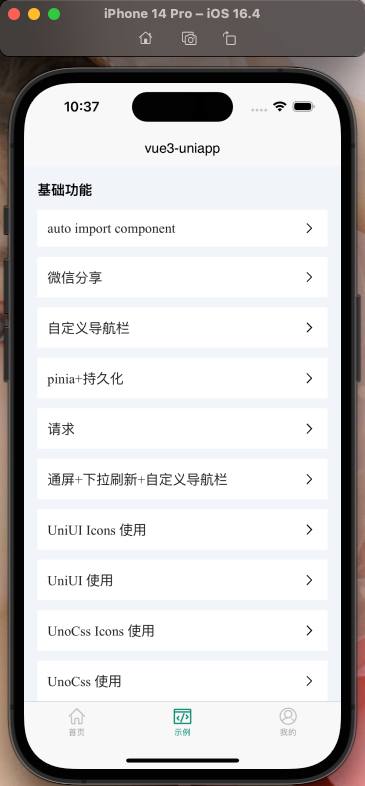 iPhone 14 Pro – iOS 16.4
10:37
vue3-uniapp
基础功能
auto import component
微信分享
自定义导航栏
pinia+持久化
请求
通屏+下拉刷新+自定义导航栏
UniUI Icons 使用
UniUI 使用
UnoCss Icons 使用
UnoCss 使用
首页
示例
我的